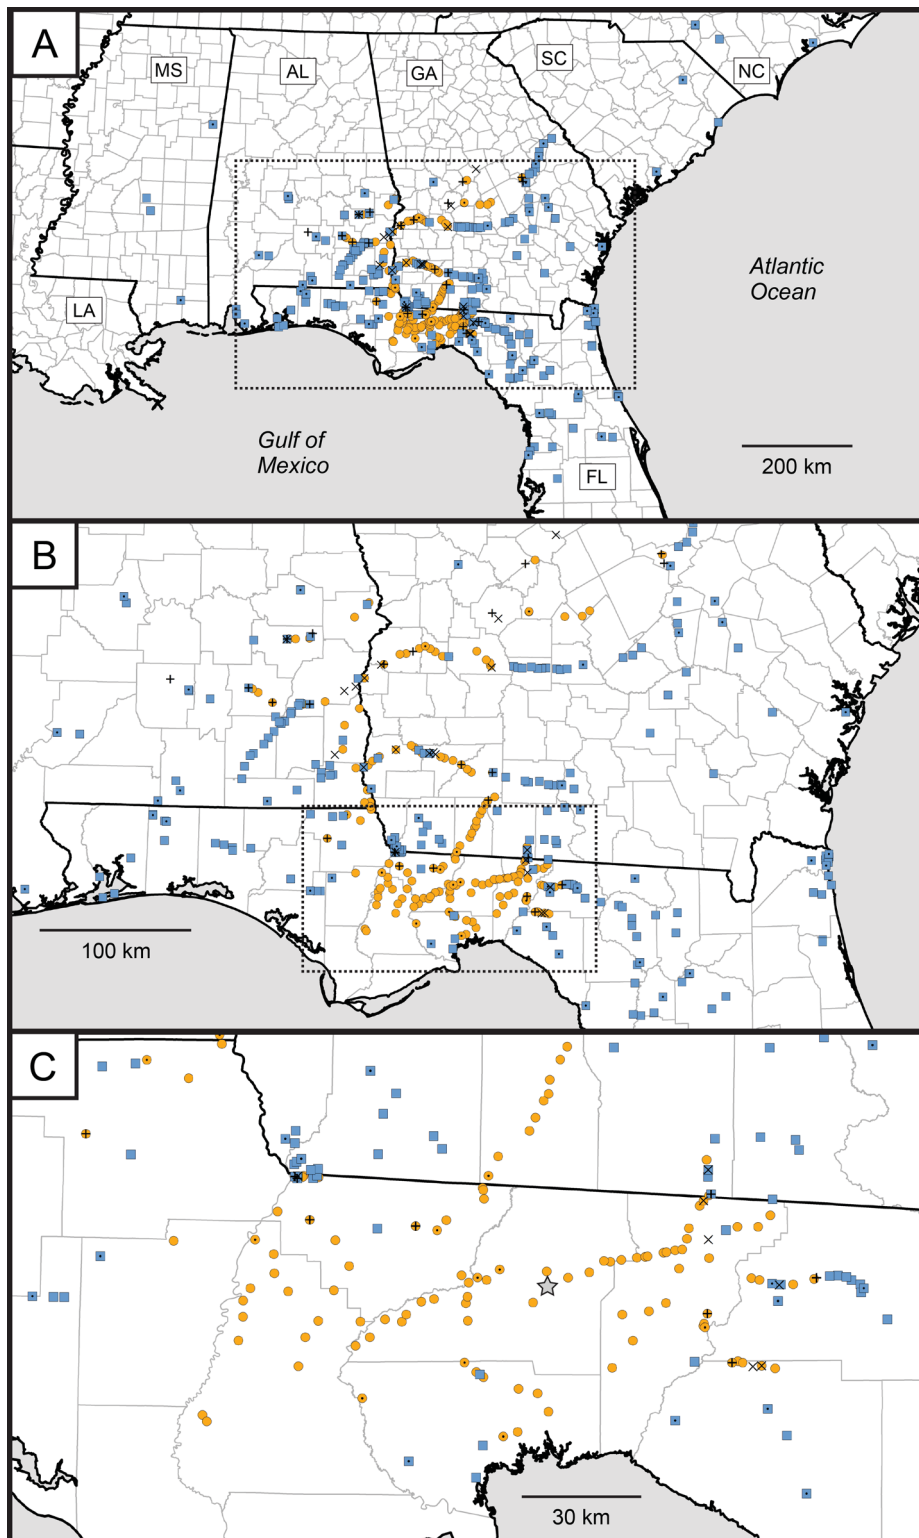 A
MS
AL
GA
SC
NC
LA
Atlantic
Ocean
Gulf of
Mexico
200 km
FL
B
100 km
C
30 km